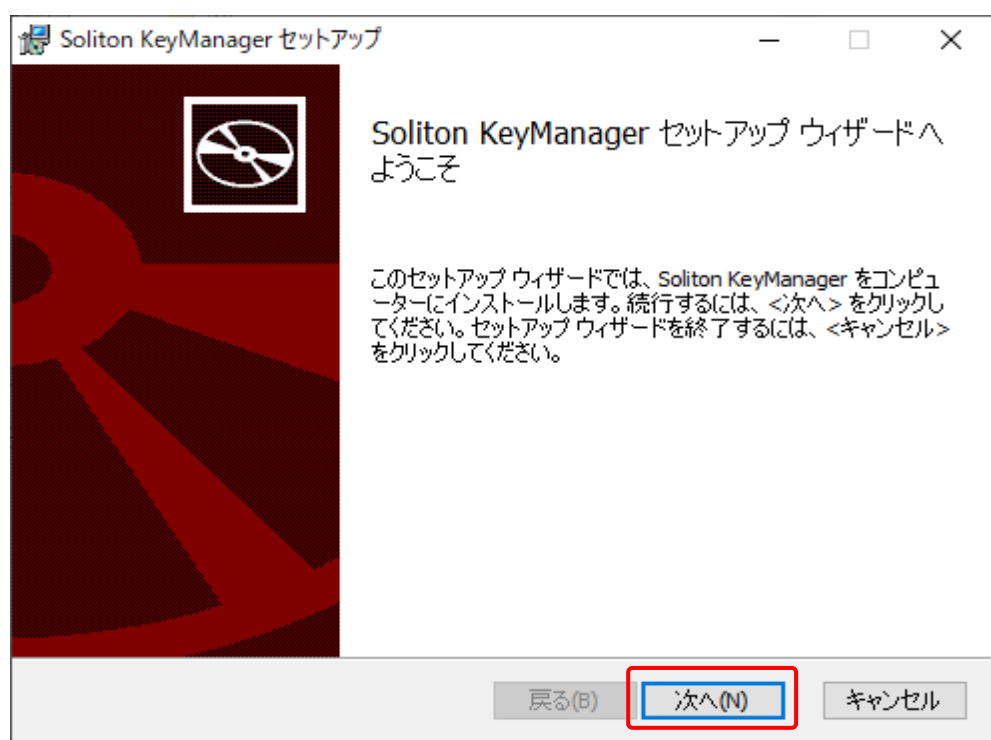 Soliton KeyManager セットアップ
Soliton KeyManager セットアップ ウィザードへ
ようこそ
このセットアップ ウィザードでは、Soliton KeyManager をコンピュ
ーターにインストールします。続行するには、<次へ> をクリックし
てください。セットアップ ウィザードを終了するには、<キャンセル>
をクリックしてください。
戻る(B) 次へ(N) キャンセル